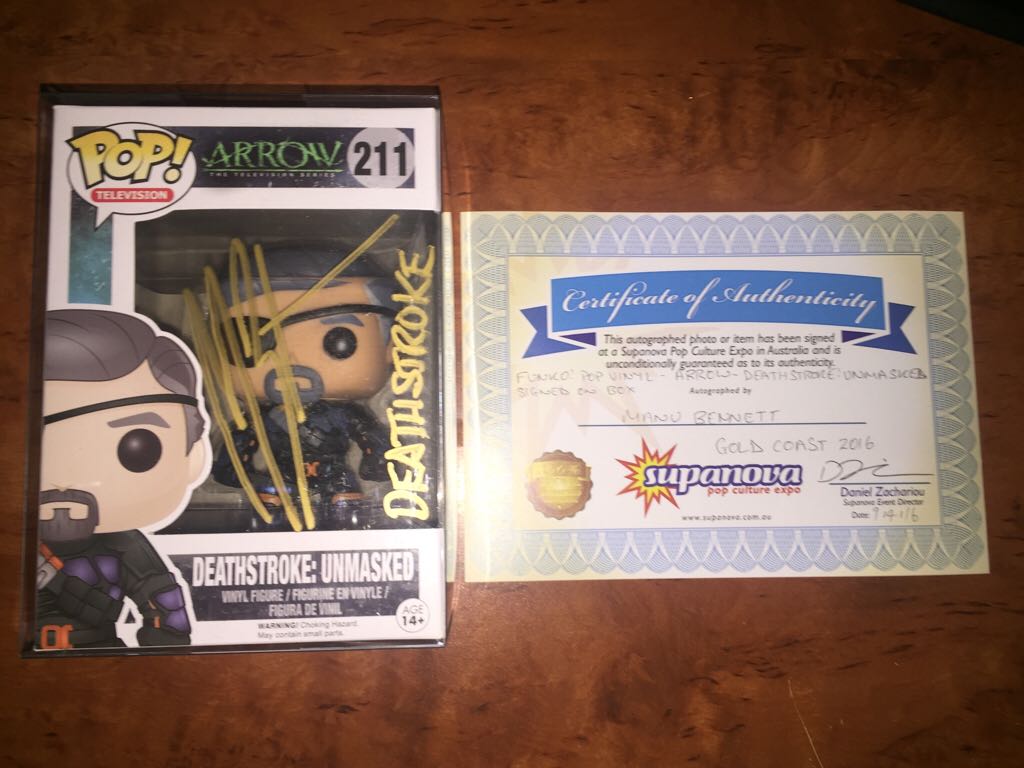 POP!
TELEVISION
ARROW
THE TELEVISION SERIES
211
DEATHSTROKE
DEATHSTROKE: UNMASKED
VINYL FIGURE / FIGURINE EN VINYLE /
FIGURA DE VINIL
WARNING! Choking Hazard.
May contain small parts.
AGE
14+
Certificate of Authenticity
This autographed photo or item has been signed
at a Supanova Pop Culture Expo in Australia and is
unconditionally guaranteed as to its authenticity.
FUNKO: POP VINYL - ARROW - DEATHSTROKE: UNMASKED
SIGNED ON BOX
Autographed by
MANU BENNETT
GOLD COAST 2016
supanova
pop culture expo
www.supanova.com.au
Daniel Zachariou
Supanova Event Director
Date: 9/4/16